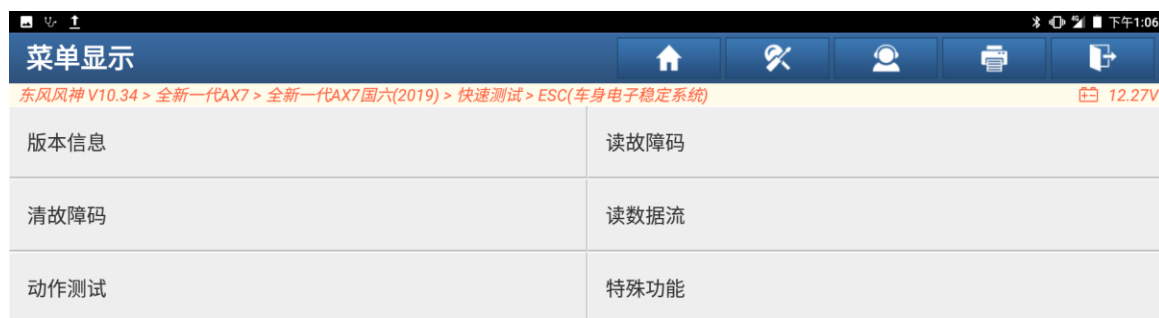 下午1:06
菜单显示
东风风神 V10.34 > 全新一代AX7 > 全新一代AX7国六(2019) > 快速测试 > ESC(车身电子稳定系统) 12.27V
版本信息 读故障码
清故障码 读数据流
动作测试 特殊功能